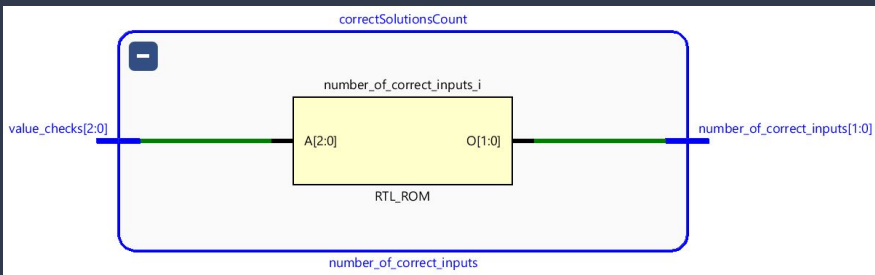 correctSolutionsCount
number_of_correct_inputs_i
value_checks[2:0]
A[2:0]
O[1:0]
number_of_correct_inputs[1:0]
RTL_ROM
number_of_correct_inputs